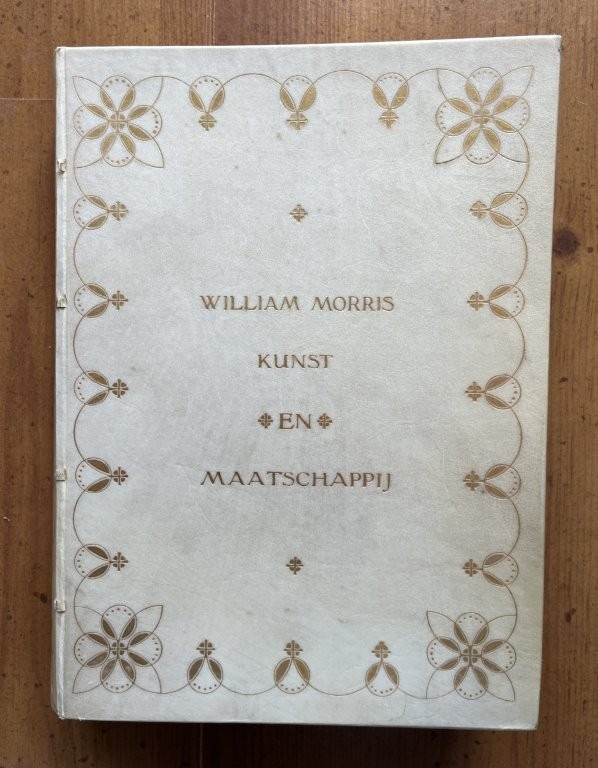 WILLIAM MORRIS
KUNST
EN
MAATSCHAPPIJ